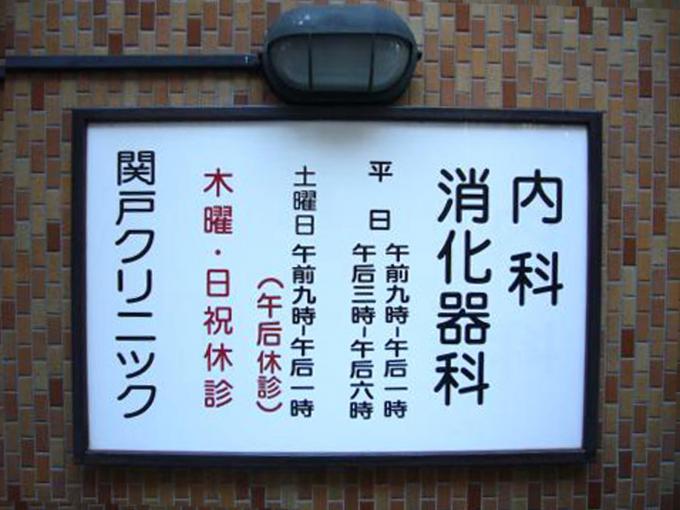 内科
消化器科
平日 午前九時-午后一時
午后三時-午后六時
土曜日 午前九時-午后一時
(午后休診)
木曜・日祝休診
関戸クリニック